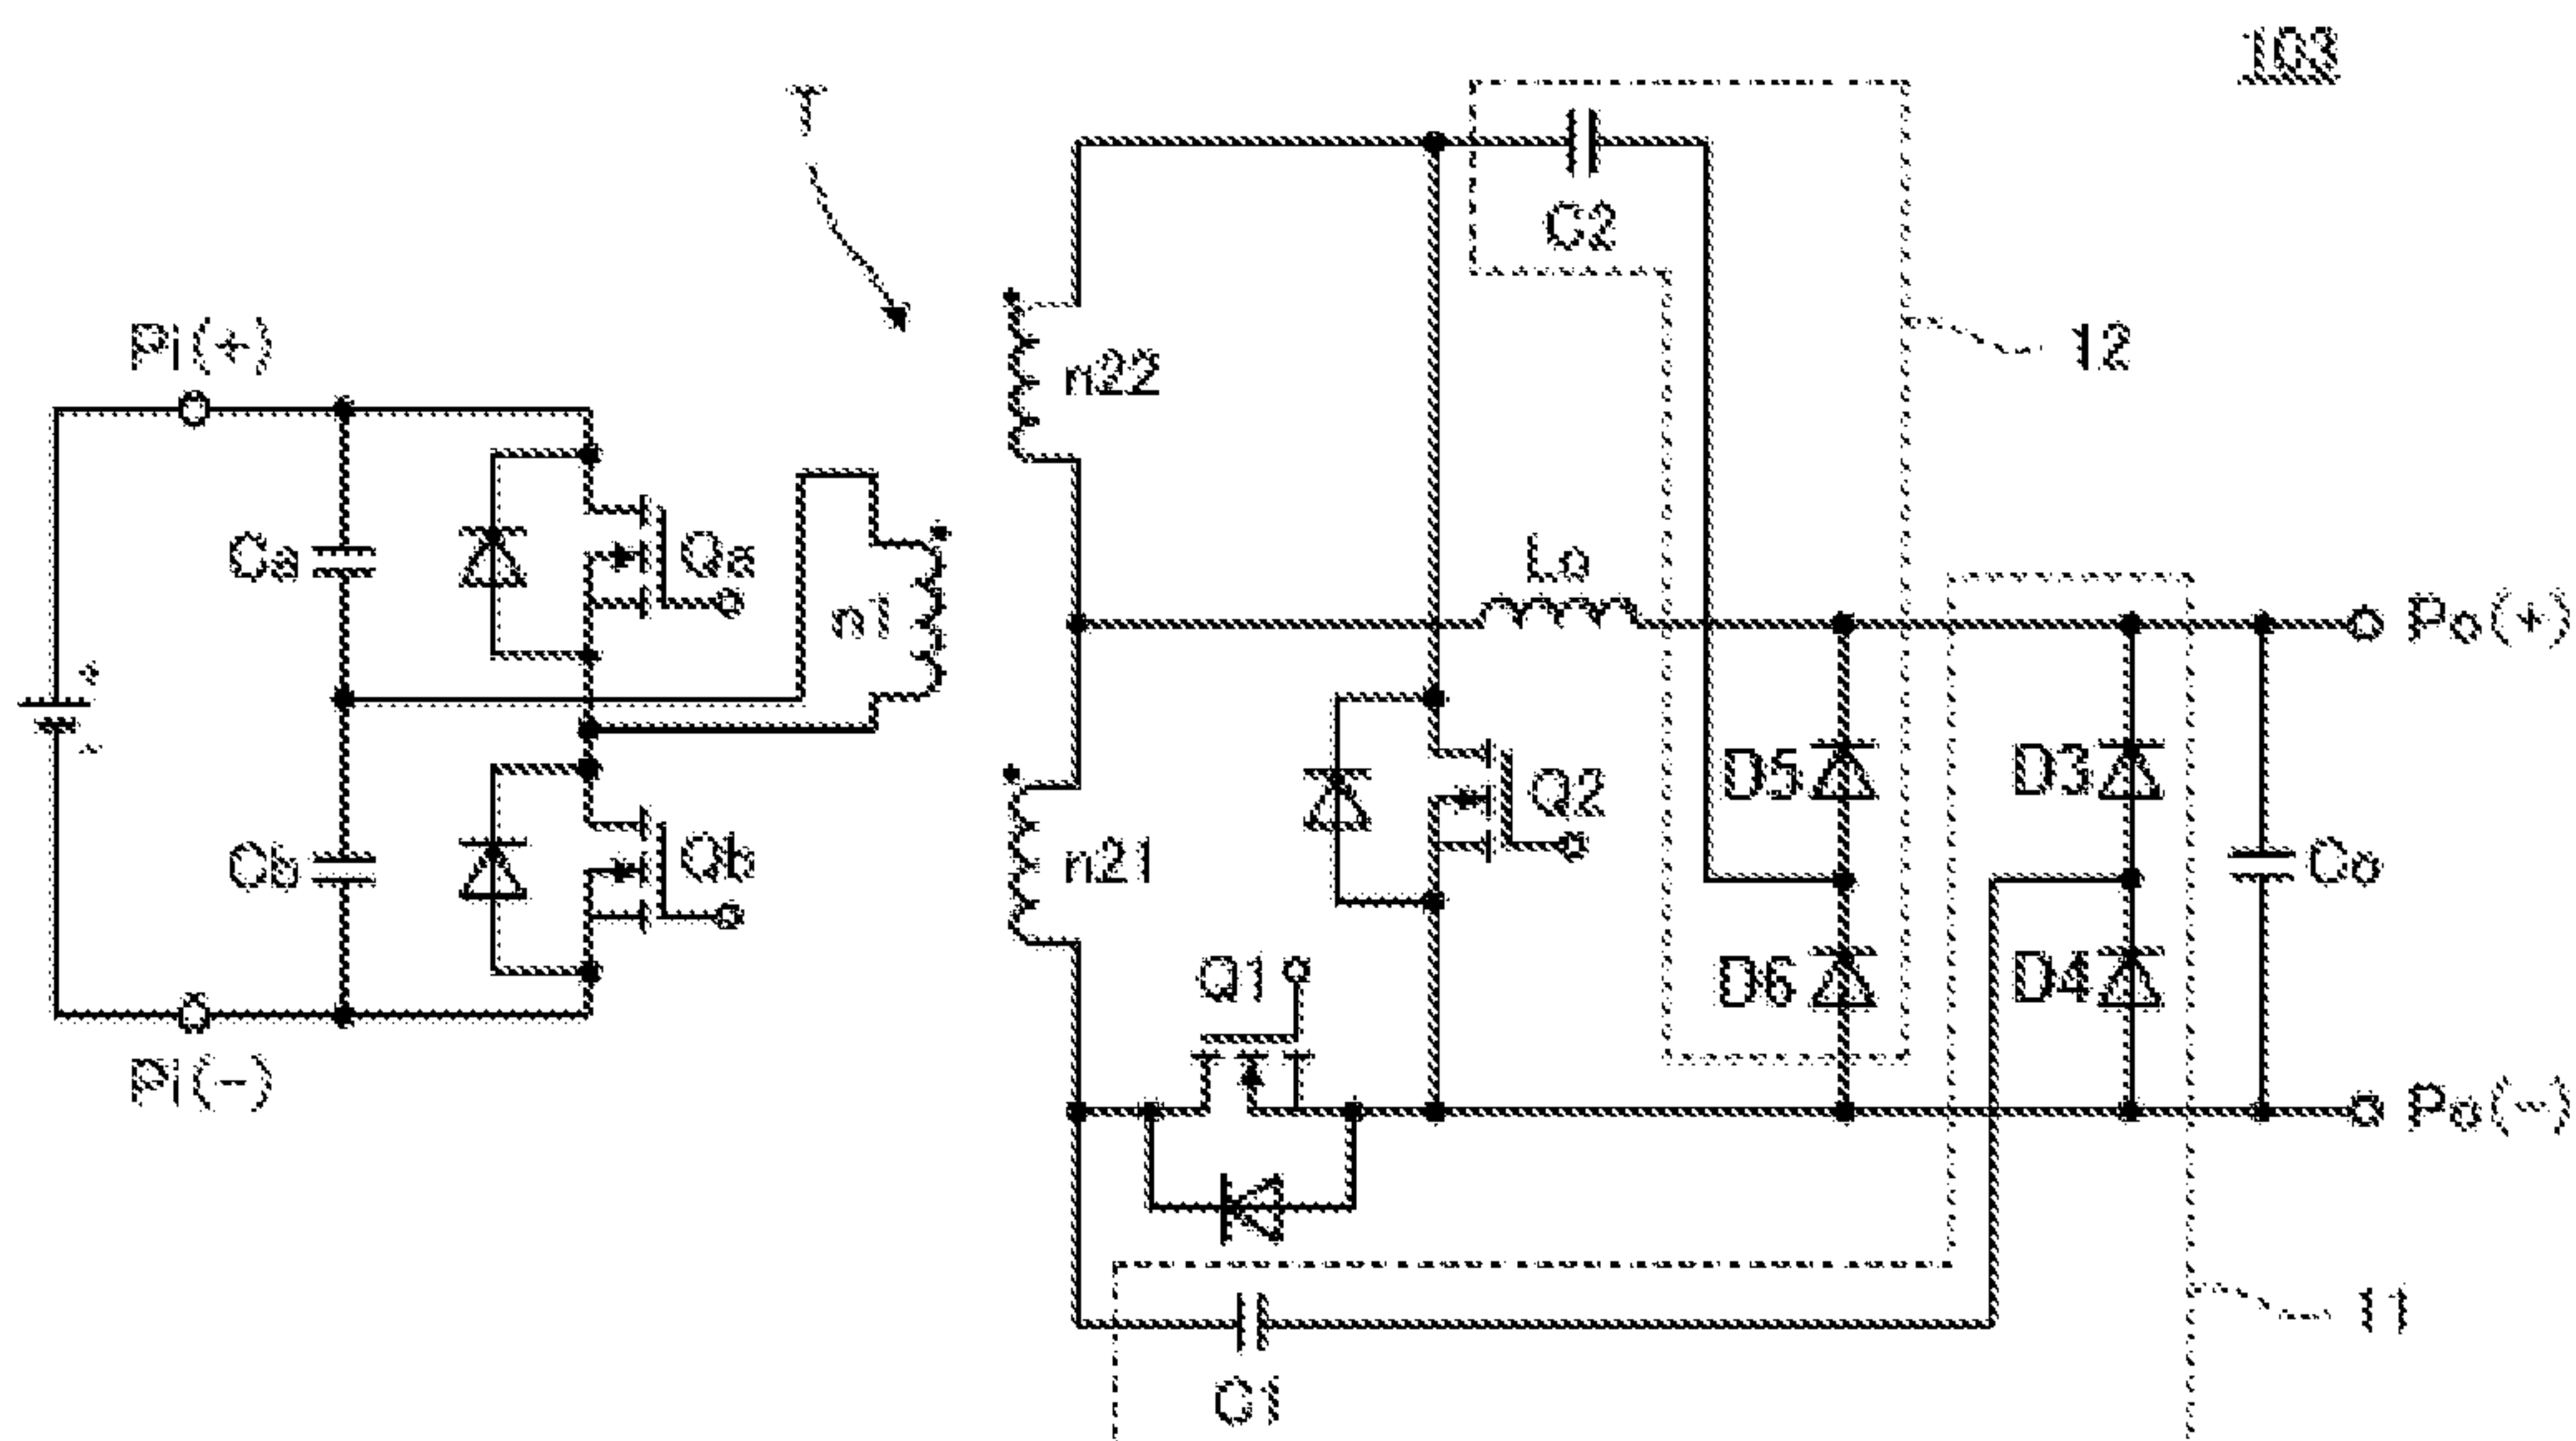 103
T
C2
12
Pi(+)
n22
Ca
Qa
n1
Lo
Po(+)
+
-
Cb
Qb
n21
Q2
D5
D3
Co
Q1
D6
D4
Pi(-)
Po(-)
11
C1